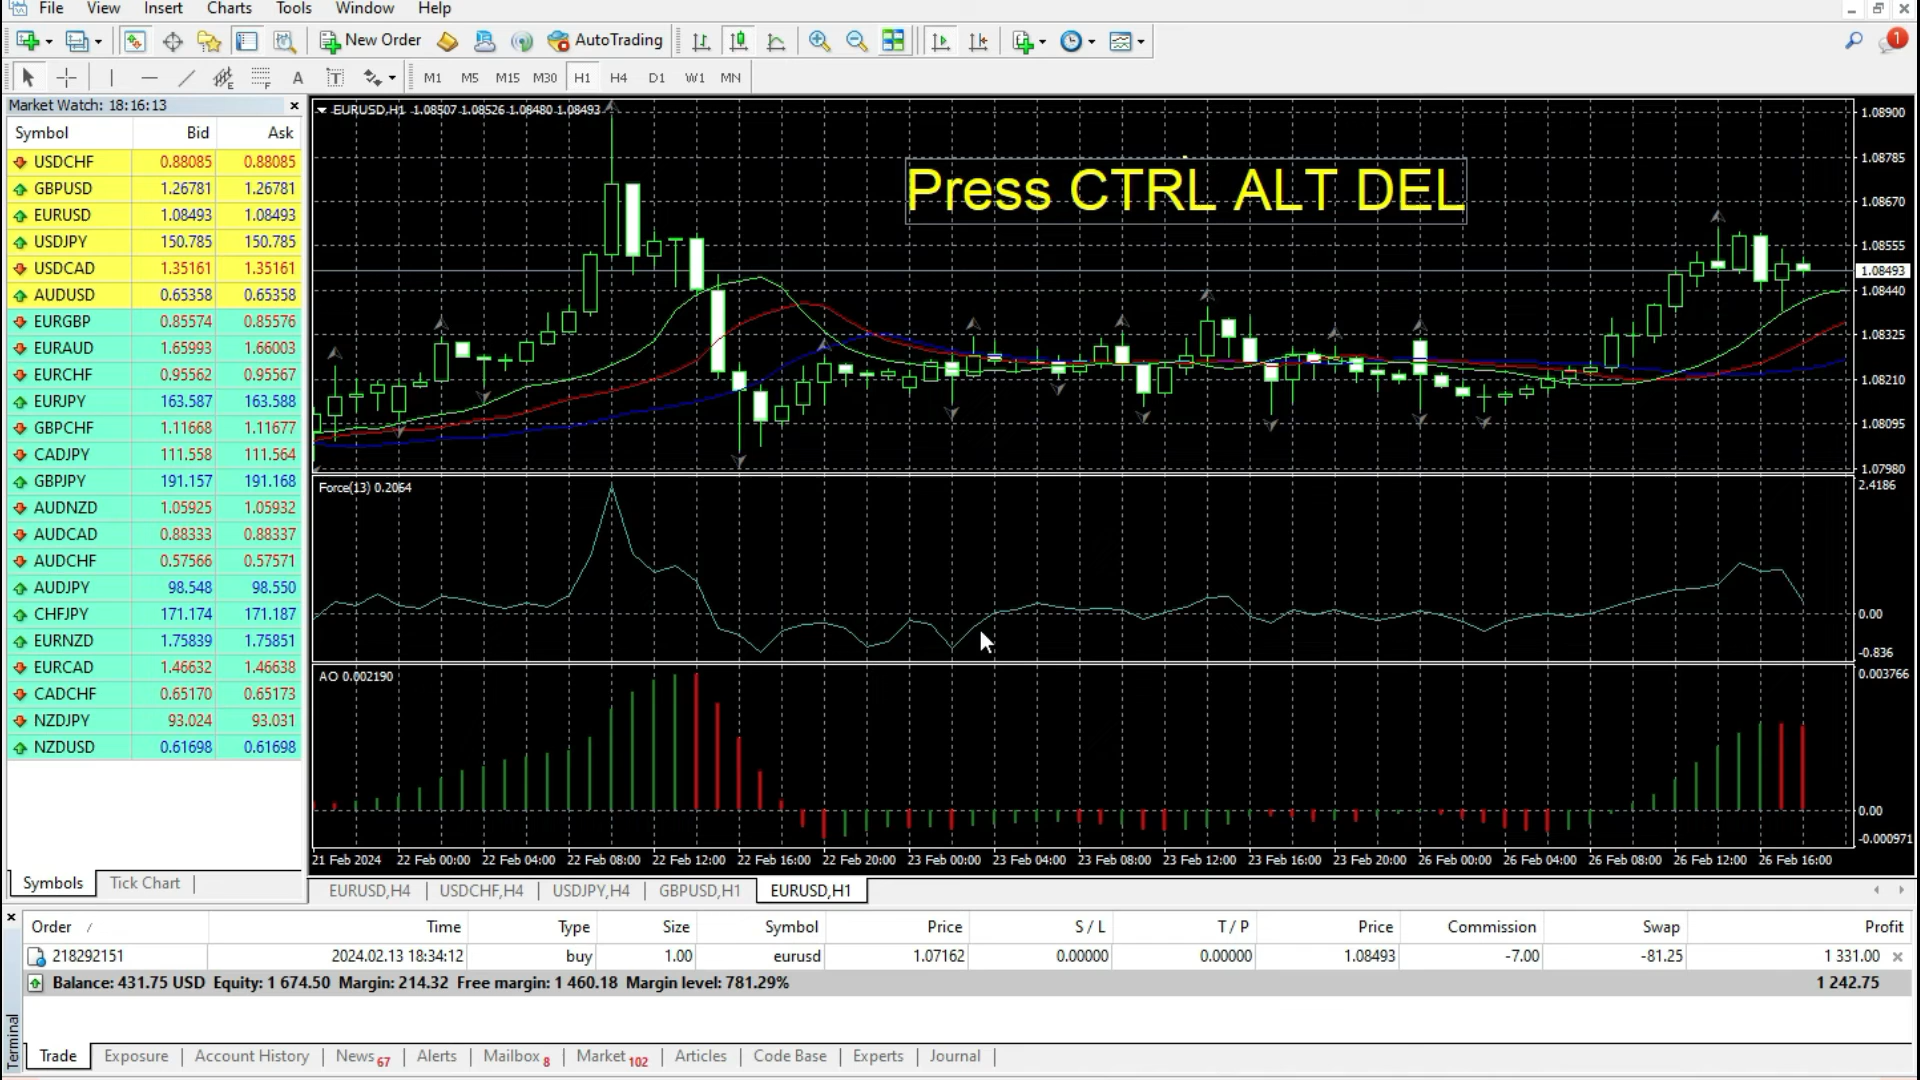 File View Insert Charts Tools Window Help
New Order AutoTrading 1
A T M1 M5 M15 M30 H1 H4 D1 W1 MN
Market Watch: 18:16:13
Symbol Bid Ask
USDCHF 0.88085 0.88085
GBPUSD 1.26781 1.26781
EURUSD 1.08493 1.08493
USDJPY 150.785 150.785
USDCAD 1.35161 1.35161
AUDUSD 0.65358 0.65358
EURGBP 0.85574 0.85576
EURAUD 1.65993 1.66003
EURCHF 0.95562 0.95567
EURJPY 163.587 163.588
GBPCHF 1.11668 1.11677
CADJPY 111.558 111.564
GBPJPY 191.157 191.168
AUDNZD 1.05925 1.05932
AUDCAD 0.88333 0.88337
AUDCHF 0.57566 0.57571
AUDJPY 98.548 98.550
CHFJPY 171.174 171.187
EURNZD 1.75839 1.75851
EURCAD 1.46632 1.46638
CADCHF 0.65170 0.65173
NZDJPY 93.024 93.031
NZDUSD 0.61698 0.61698
Symbols Tick Chart
EURUSD,H1 1.08507 1.08526 1.08480 1.08493
Press CTRL ALT DEL
1.08900
1.08785
1.08670
1.08555
1.08493
1.08440
1.08325
1.08210
1.08095
1.07980
Force(13) 0.2064
2.4186
0.00
-0.836
AO 0.002190
0.003766
0.00
-0.000971
21 Feb 2024 22 Feb 00:00 22 Feb 04:00 22 Feb 08:00 22 Feb 12:00 22 Feb 16:00 22 Feb 20:00 23 Feb 00:00 23 Feb 04:00 23 Feb 08:00 23 Feb 12:00 23 Feb 16:00 23 Feb 20:00 26 Feb 00:00 26 Feb 04:00 26 Feb 08:00 26 Feb 12:00 26 Feb 16:00
EURUSD,H4 USDCHF,H4 USDJPY,H4 GBPUSD,H1 EURUSD,H1
Order Time Type Size Symbol Price S / L T / P Price Commission Swap Profit
218292151 2024.02.13 18:34:12 buy 1.00 eurusd 1.07162 0.00000 0.00000 1.08493 -7.00 -81.25 1 331.00
Balance: 431.75 USD Equity: 1 674.50 Margin: 214.32 Free margin: 1 460.18 Margin level: 781.29% 1 242.75
Terminal
Trade Exposure Account History News 67 Alerts Mailbox 8 Market 102 Articles Code Base Experts Journal